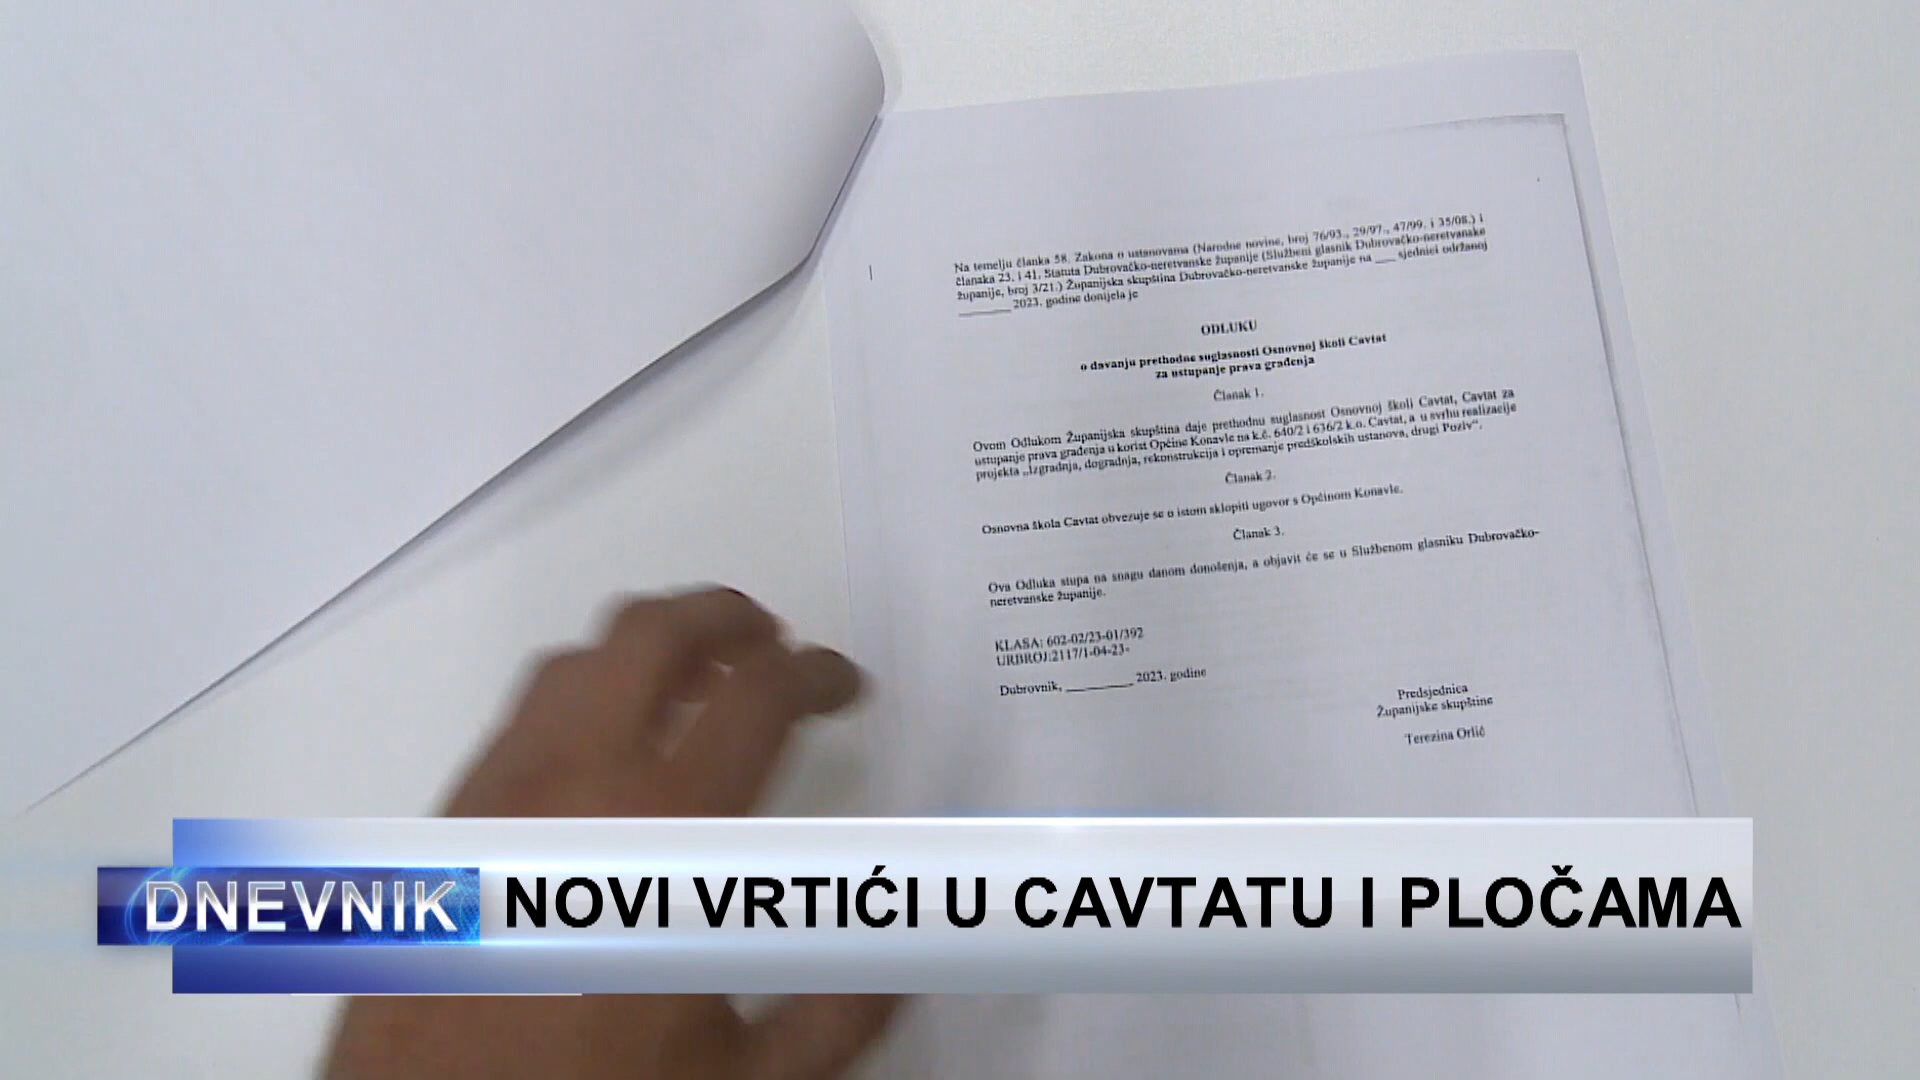 Na temelju članka 58. Zakona o ustanovama (Narodne novine, broj 76/93., 29/97., 47/99. i 35/08.) i
članaka 23. i 41. Statuta Dubrovačko-neretvanske županije (Službeni glasnik Dubrovačko-neretvanske
županije, broj 3/21.) Županijska skupština Dubrovačko-neretvanske županije na ___ sjednici održanoj
________ 2023. godine donijela je
ODLUKU
o davanju prethodne suglasnosti Osnovnoj školi Cavtat
za ustupanje prava građenja
Članak 1.
Ovom Odlukom Županijska skupština daje prethodnu suglasnost Osnovnoj školi Cavtat, Cavtat za
ustupanje prava građenja u korist Općine Konavle na k.č. 640/2 i 636/2 k.o. Cavtat, a u svrhu realizacije
projekta „Izgradnja, dogradnja, rekonstrukcija i opremanje predškolskih ustanova, drugi Poziv“.
Članak 2.
Osnovna škola Cavtat obvezuje se o istom sklopiti ugovor s Općinom Konavle.
Članak 3.
Ova Odluka stupa na snagu danom donošenja, a objavit će se u Službenom glasniku Dubrovačko-
neretvanske županije.
KLASA: 602-02/23-01/392
URBROJ:2117/1-04-23-
Dubrovnik, __________ 2023. godine
Predsjednica
Županijske skupštine
Terezina Orlić
DNEVNIK NOVI VRTIĆI U CAVTATU I PLOČAMA